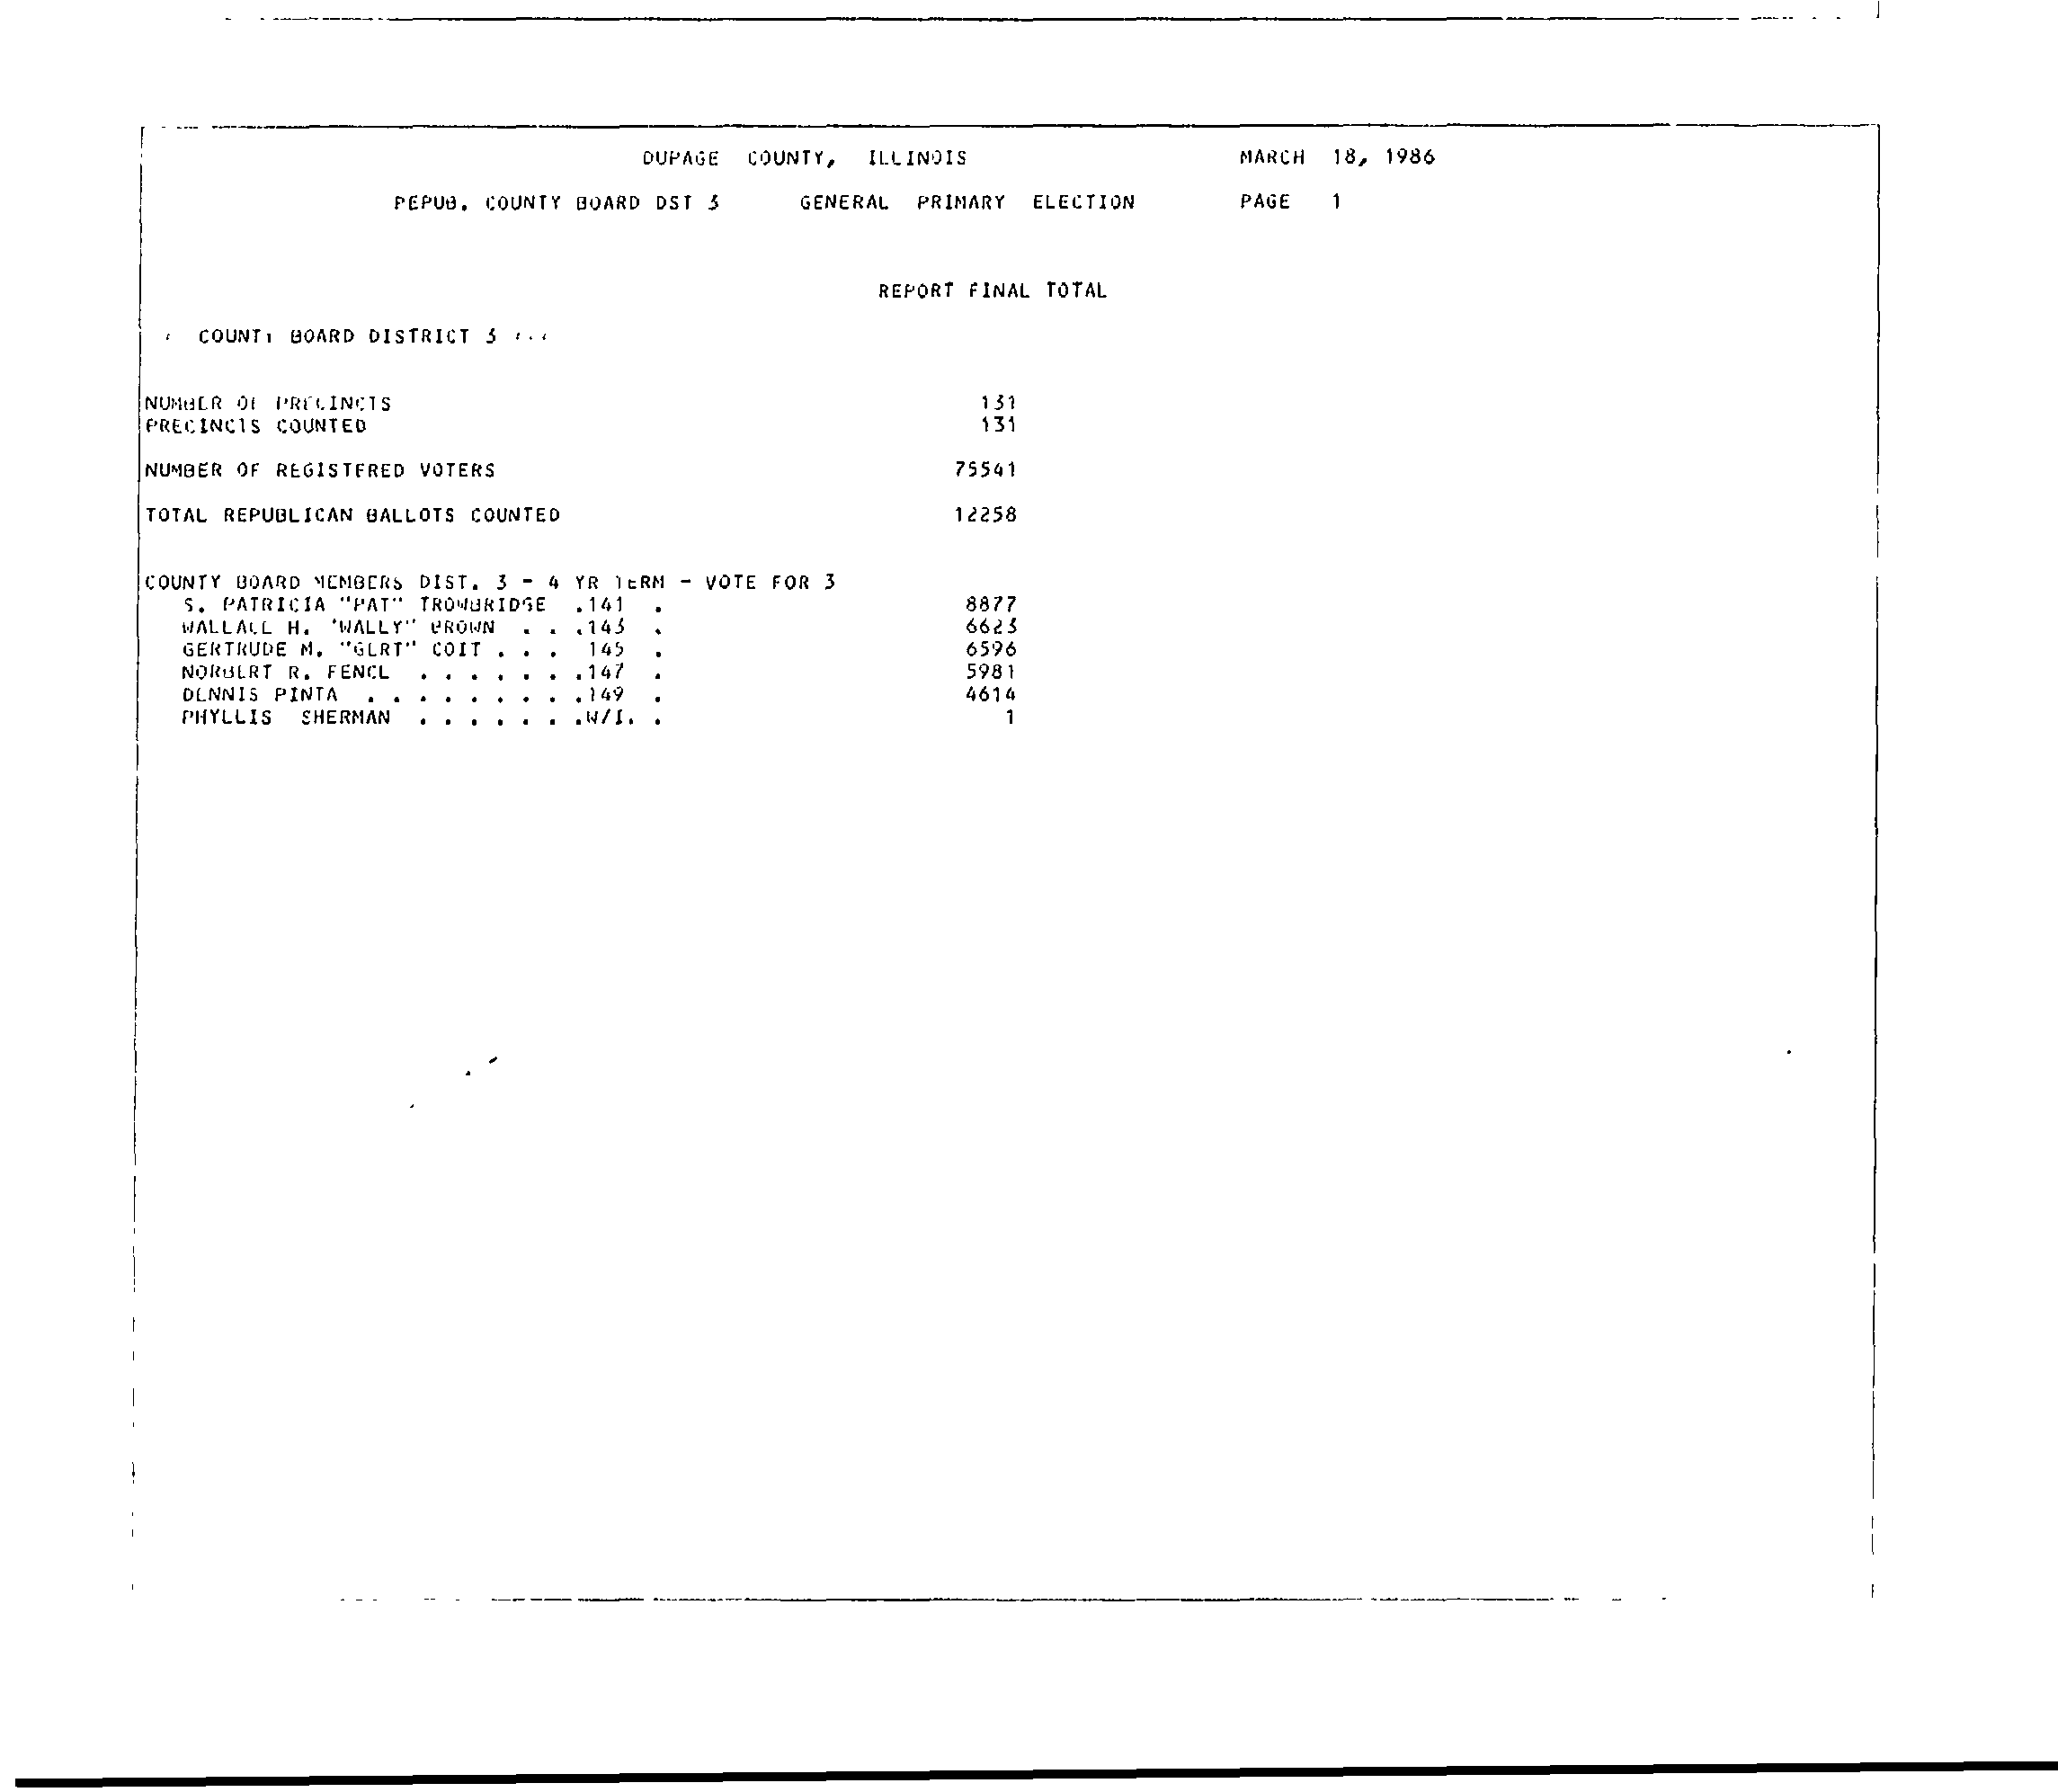 DUPAGE COUNTY, ILLINOIS MARCH 18, 1986
REPUB. COUNTY BOARD DST 3 GENERAL PRIMARY ELECTION PAGE 1
REPORT FINAL TOTAL
COUNTY BOARD DISTRICT 3
NUMBER OF PRECINCTS 131
PRECINCTS COUNTED 131
NUMBER OF REGISTERED VOTERS 75541
TOTAL REPUBLICAN BALLOTS COUNTED 12258
COUNTY BOARD MEMBERS DIST. 3 - 4 YR TERM - VOTE FOR 3
S. PATRICIA "PAT" TROWBRIDGE .141 . 8877
WALLACE H. "WALLY" BROWN . . .143 . 6623
GERTRUDE M. "GERT" COIT . . . 145 . 6596
NORBERT R. FENCL . . . . . . .147 . 5981
DENNIS PINTA . . . . . . . . .149 . 4614
PHYLLIS SHERMAN . . . . . . .W/I. . 1